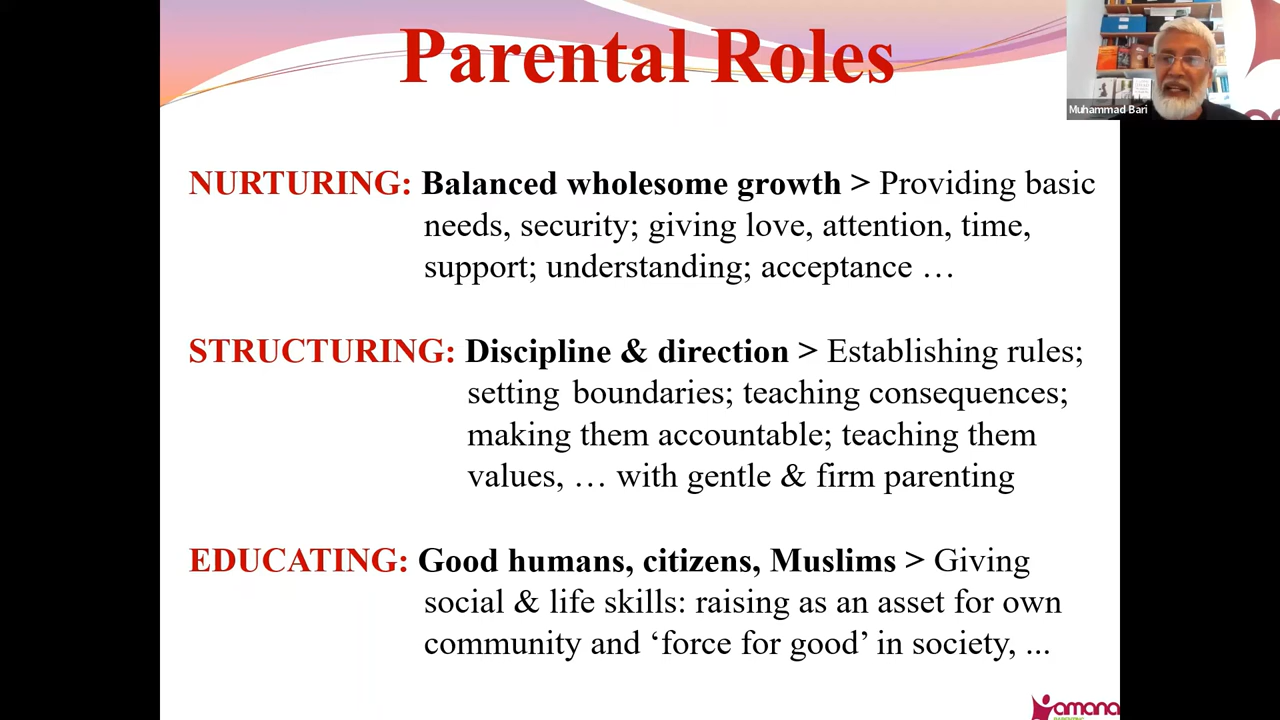 Parental Roles
Muhammad Bari
NURTURING: Balanced wholesome growth > Providing basic
needs, security; giving love, attention, time,
support; understanding; acceptance …
STRUCTURING: Discipline & direction > Establishing rules;
setting boundaries; teaching consequences;
making them accountable; teaching them
values, … with gentle & firm parenting
EDUCATING: Good humans, citizens, Muslims > Giving
social & life skills: raising as an asset for own
community and ‘force for good’ in society, ...
amana
PARENTING